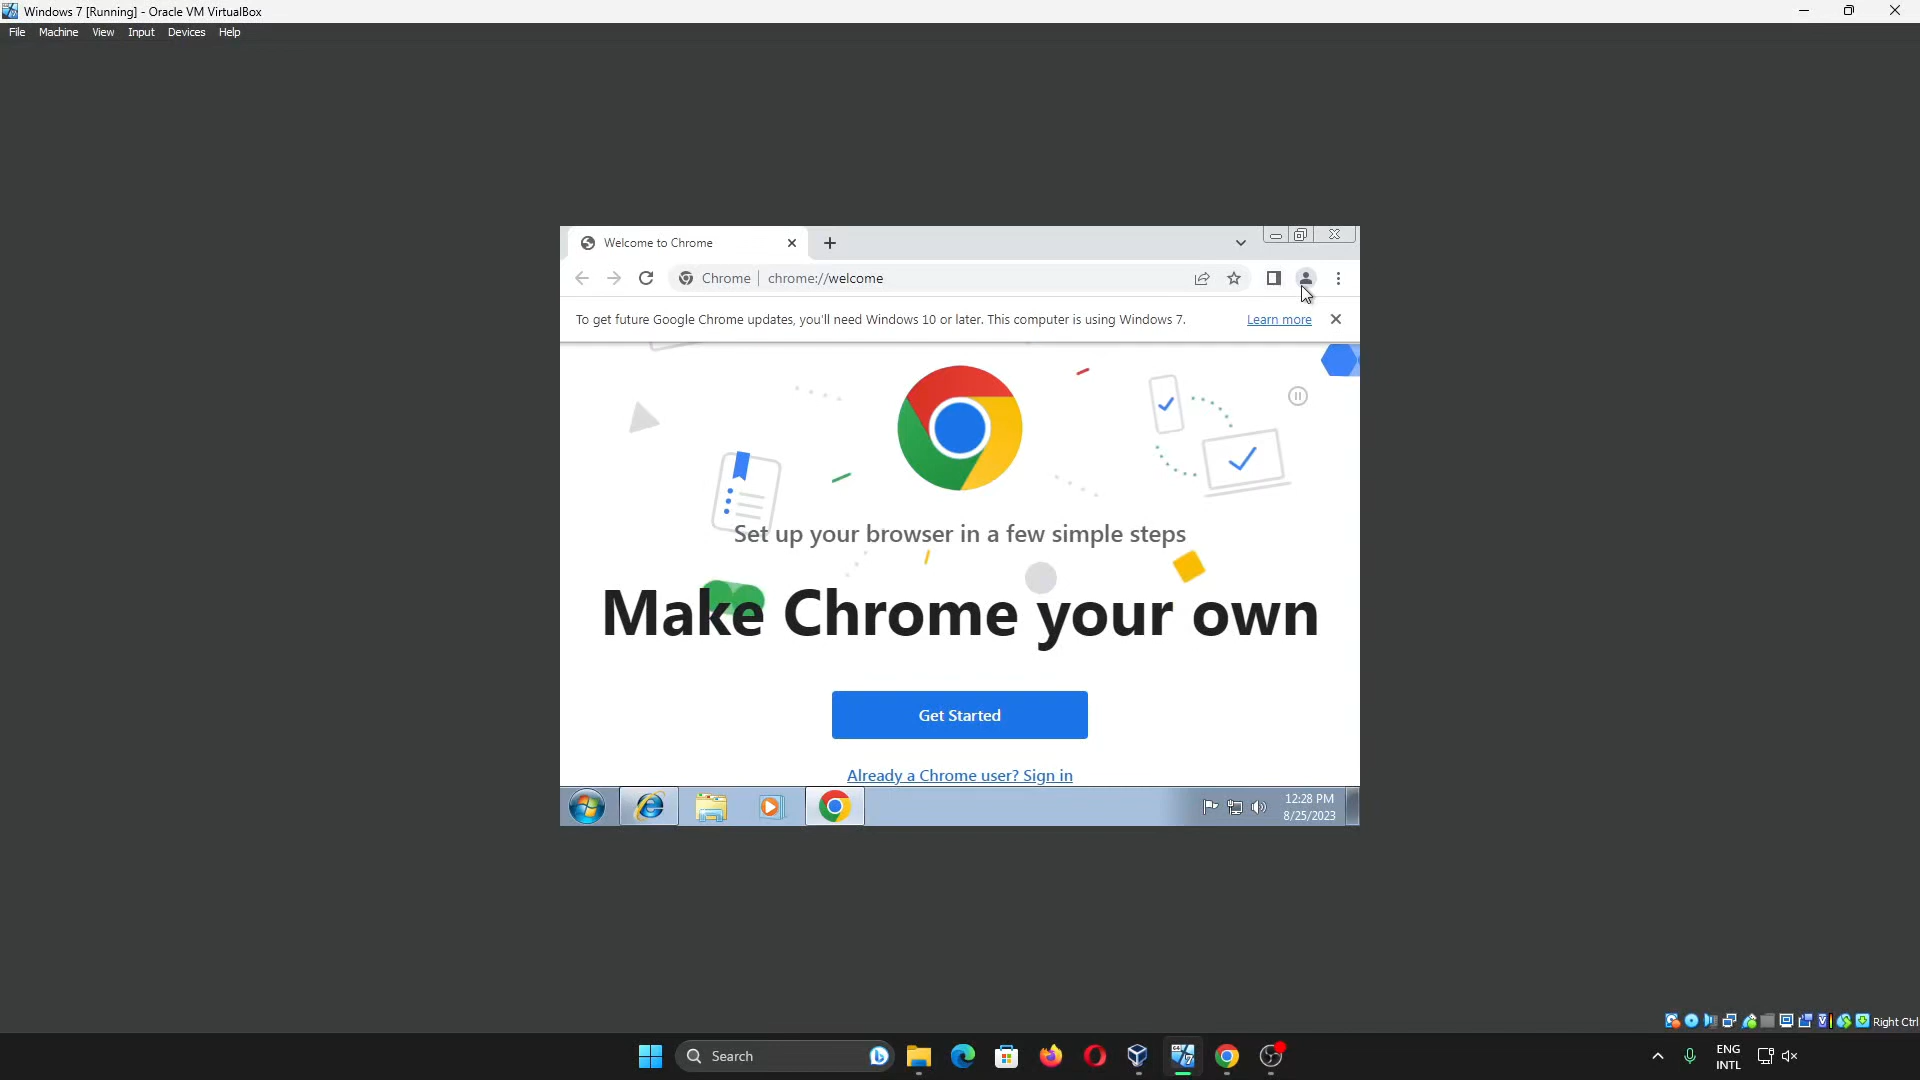 Windows 7 [Running] - Oracle VM VirtualBox
File Machine View Input Devices Help
Welcome to Chrome
Chrome | chrome://welcome
To get future Google Chrome updates, you'll need Windows 10 or later. This computer is using Windows 7. Learn more
Set up your browser in a few simple steps
Make Chrome your own
Get Started
Already a Chrome user? Sign in
12:28 PM
8/25/2023
Right Ctrl
Search
ENG
INTL